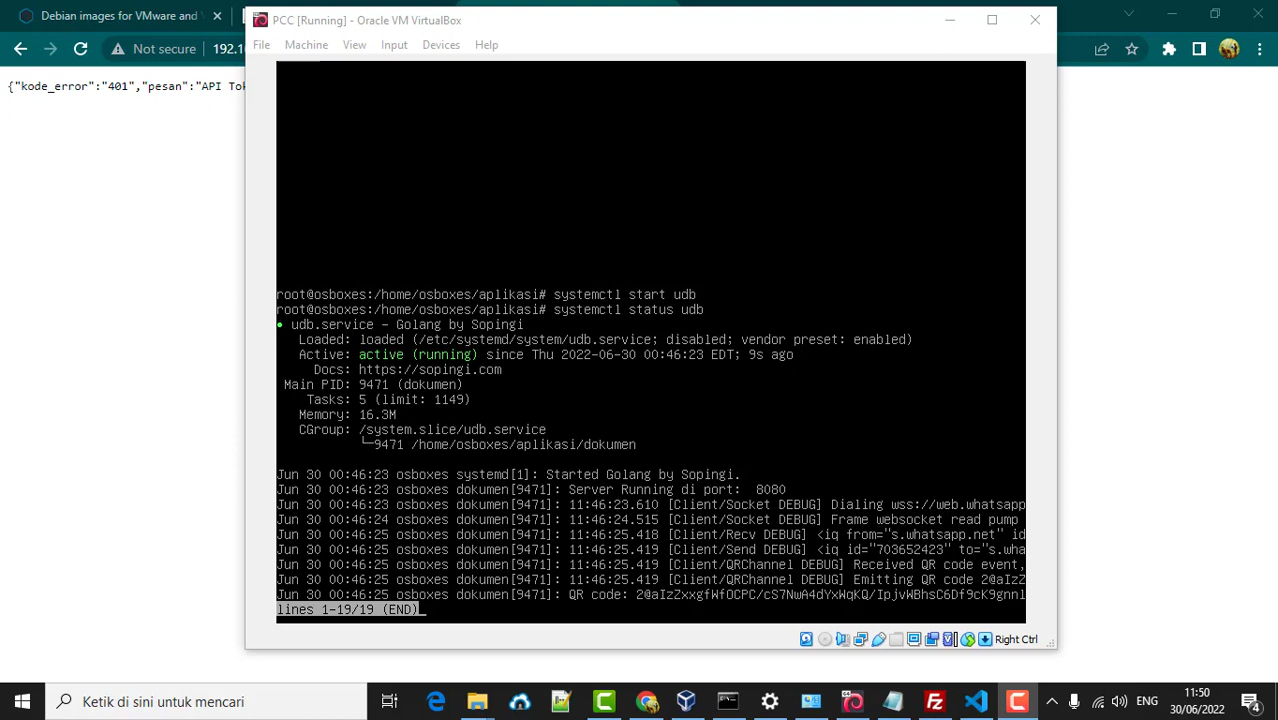 Debian images for VMware and V
PCC [Running] - Oracle VM VirtualBox
Not secure
192.1
File Machine View Input Devices Help
{"kode_error":"401","pesan":"API Tok
root@osboxes:/home/osboxes/aplikasi# systemctl start udb
root@osboxes:/home/osboxes/aplikasi# systemctl status udb
● udb.service - Golang by Sopingi
Loaded: loaded (/etc/systemd/system/udb.service; disabled; vendor preset: enabled)
Active: active (running) since Thu 2022-06-30 00:46:23 EDT; 9s ago
Docs: https://sopingi.com
Main PID: 9471 (dokumen)
Tasks: 5 (limit: 1149)
Memory: 16.3M
CGroup: /system.slice/udb.service
└─9471 /home/osboxes/aplikasi/dokumen
Jun 30 00:46:23 osboxes systemd[1]: Started Golang by Sopingi.
Jun 30 00:46:23 osboxes dokumen[9471]: Server Running di port:  8080
Jun 30 00:46:23 osboxes dokumen[9471]: 11:46:23.610 [Client/Socket DEBUG] Dialing wss://web.whatsapp
Jun 30 00:46:24 osboxes dokumen[9471]: 11:46:24.515 [Client/Socket DEBUG] Frame websocket read pump
Jun 30 00:46:25 osboxes dokumen[9471]: 11:46:25.418 [Client/Recv DEBUG] <iq from="s.whatsapp.net" id
Jun 30 00:46:25 osboxes dokumen[9471]: 11:46:25.419 [Client/Send DEBUG] <iq id="703652423" to="s.wha
Jun 30 00:46:25 osboxes dokumen[9471]: 11:46:25.419 [Client/QRChannel DEBUG] Received QR code event,
Jun 30 00:46:25 osboxes dokumen[9471]: 11:46:25.419 [Client/QRChannel DEBUG] Emitting QR code 2@aIzZ
Jun 30 00:46:25 osboxes dokumen[9471]: QR code: 2@aIzZxxgfWfOCPC/cS7NwA4dYxWqKQ/IpjvWBhsC6Df9cK9gnnl
lines 1-19/19 (END)
Right Ctrl
Ketik di sini untuk mencari
ENG
11:50
30/06/2022
4